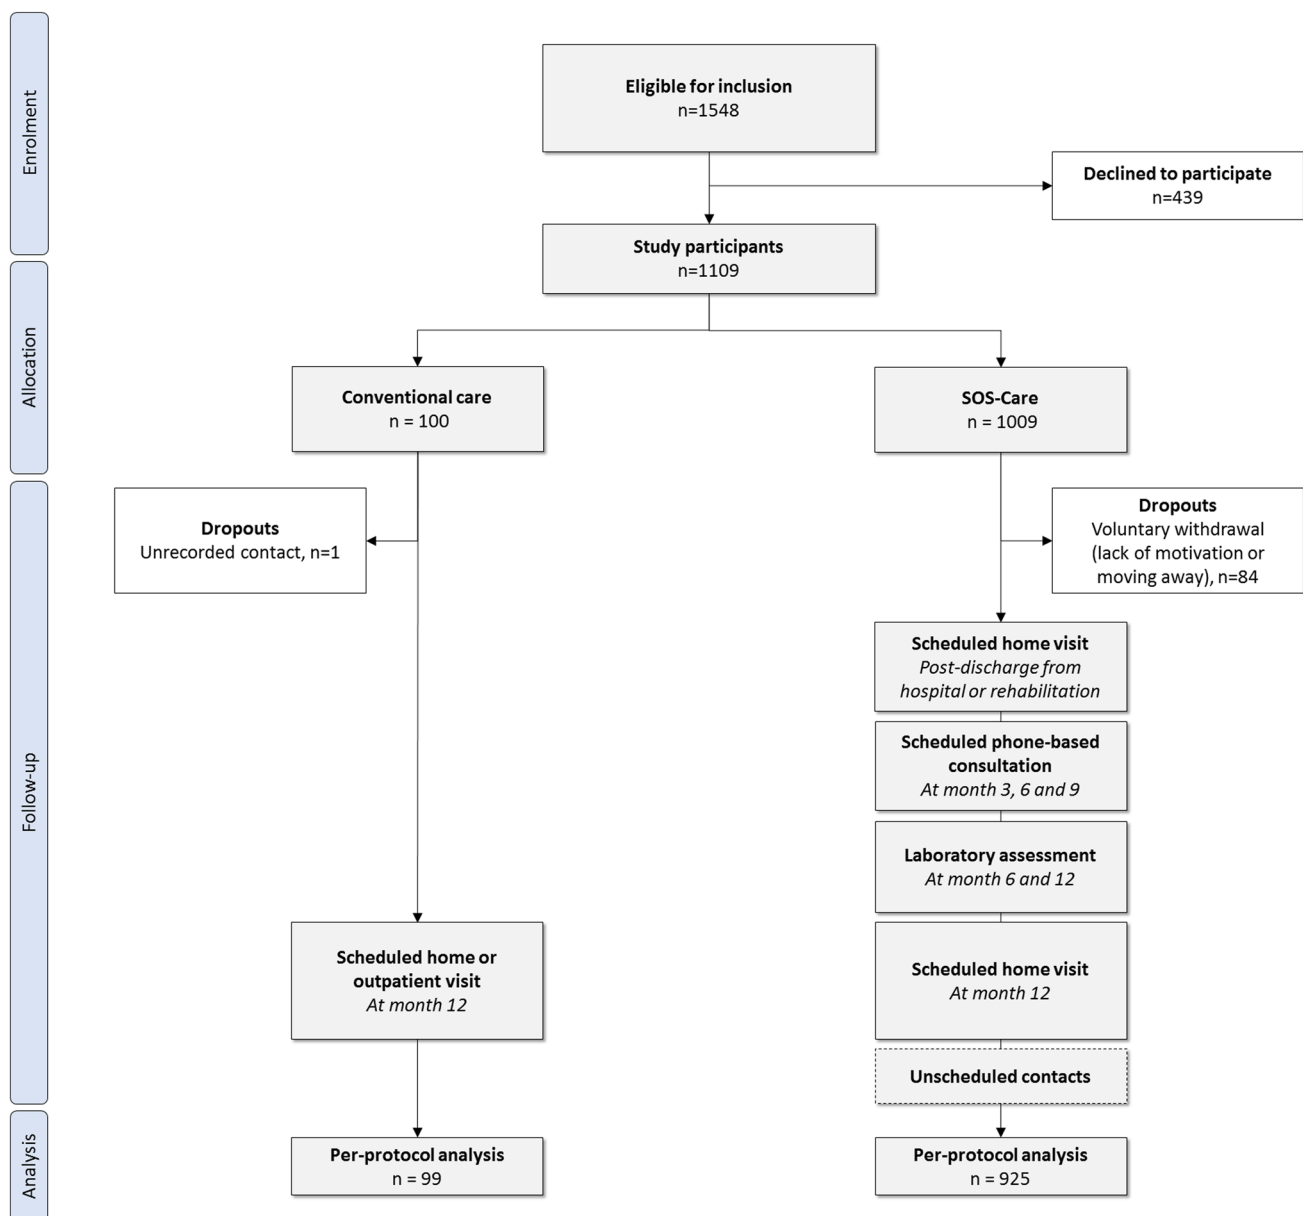 Enrolment
Eligible for inclusion
n=1548
Declined to participate
n=439
Study participants
n=1109
Allocation
Conventional care
n = 100
SOS-Care
n = 1009
Follow-up
Dropouts
Unrecorded contact, n=1
Dropouts
Voluntary withdrawal
(lack of motivation or
moving away), n=84
Scheduled home visit
Post-discharge from
hospital or rehabilitation
Scheduled phone-based
consultation
At month 3, 6 and 9
Laboratory assessment
At month 6 and 12
Scheduled home or
outpatient visit
At month 12
Scheduled home visit
At month 12
Unscheduled contacts
Analysis
Per-protocol analysis
n = 99
Per-protocol analysis
n = 925